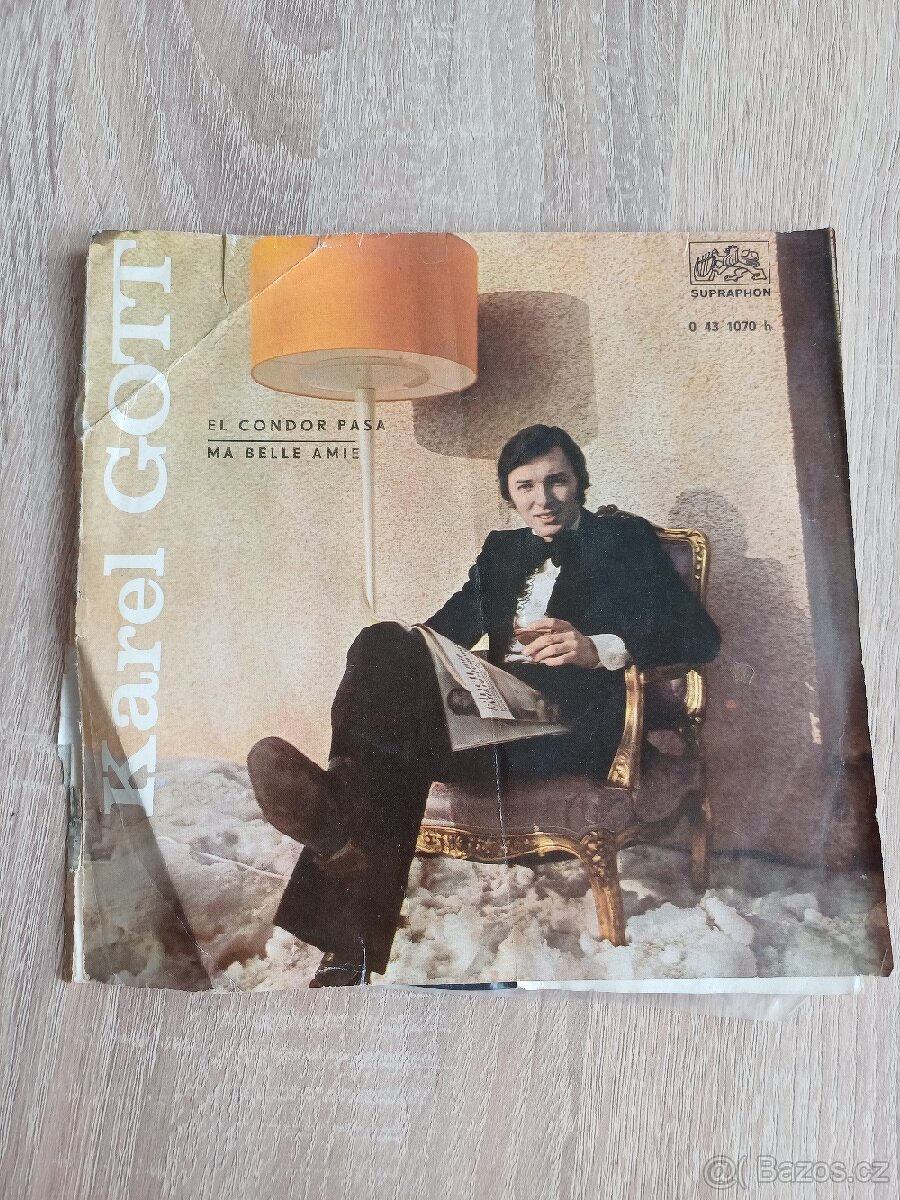 Karel GOTT
SUPRAPHON
0 43 1070 h
EL CONDOR PASA
MA BELLE AMIE
Bazos.cz